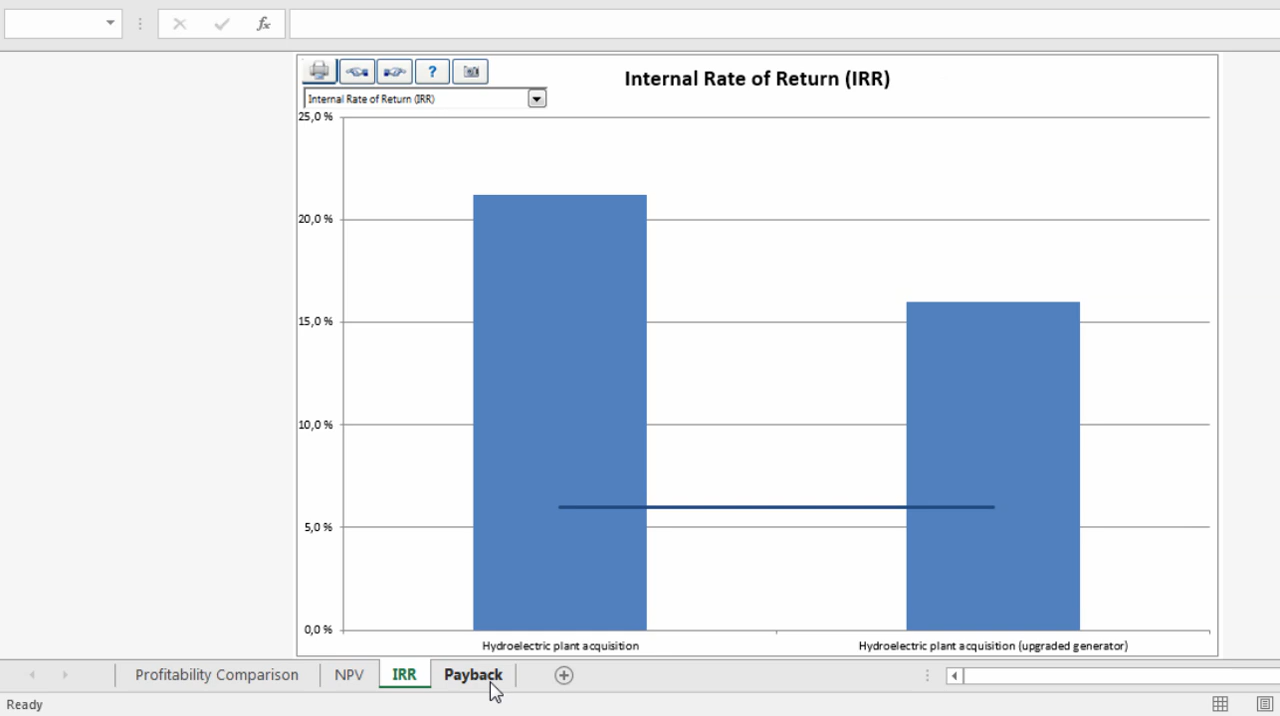 fx
?
Internal Rate of Return (IRR)
Internal Rate of Return (IRR)
25,0 %
20,0 %
15,0 %
10,0 %
5,0 %
0,0 %
Hydroelectric plant acquisition
Hydroelectric plant acquisition (upgraded generator)
Profitability Comparison
NPV
IRR
Payback
Ready